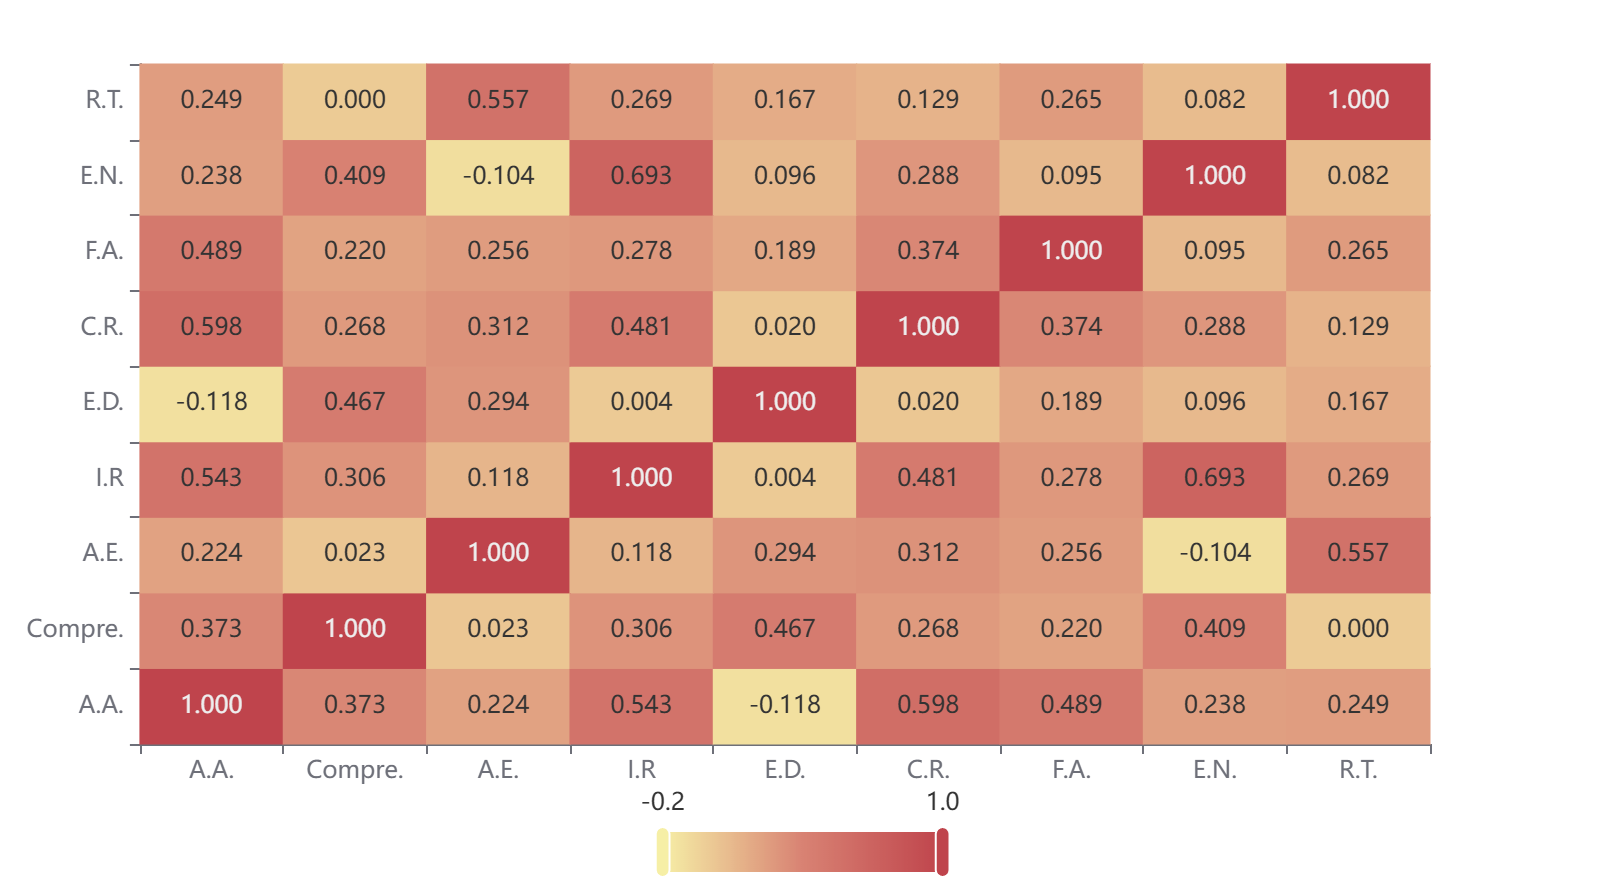 R.T. 0.249 0.000 0.557 0.269 0.167 0.129 0.265 0.082 1.000
E.N. 0.238 0.409 -0.104 0.693 0.096 0.288 0.095 1.000 0.082
F.A. 0.489 0.220 0.256 0.278 0.189 0.374 1.000 0.095 0.265
C.R. 0.598 0.268 0.312 0.481 0.020 1.000 0.374 0.288 0.129
E.D. -0.118 0.467 0.294 0.004 1.000 0.020 0.189 0.096 0.167
I.R 0.543 0.306 0.118 1.000 0.004 0.481 0.278 0.693 0.269
A.E. 0.224 0.023 1.000 0.118 0.294 0.312 0.256 -0.104 0.557
Compre. 0.373 1.000 0.023 0.306 0.467 0.268 0.220 0.409 0.000
A.A. 1.000 0.373 0.224 0.543 -0.118 0.598 0.489 0.238 0.249
A.A. Compre. A.E. I.R E.D. C.R. F.A. E.N. R.T.
-0.2 1.0